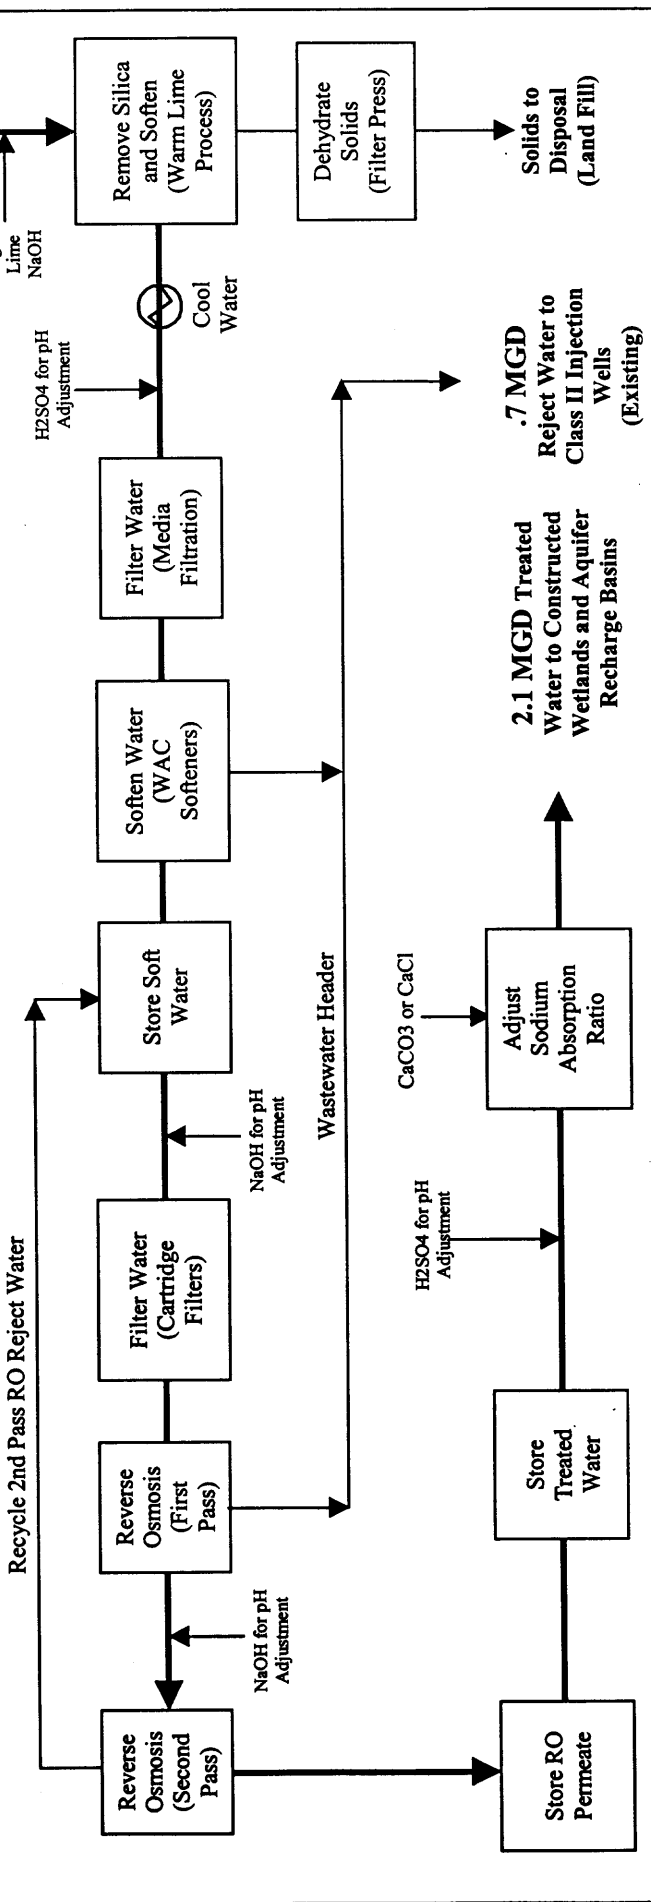 Lime
NaOH
Remove Silica
and Soften
(Warm Lime
Process)
Dehydrate
Solids
(Filter Press)
Solids to
Disposal
(Land Fill)
Cool
Water
H2SO4 for pH
Adjustment
Filter Water
(Media
Filtration)
Soften Water
(WAC
Softeners)
Store Soft
Water
NaOH for pH
Adjustment
Filter Water
(Cartridge
Filters)
Reverse
Osmosis
(First
Pass)
NaOH for pH
Adjustment
Reverse
Osmosis
(Second
Pass)
Recycle 2nd Pass RO Reject Water
Wastewater Header
.7 MGD
Reject Water to
Class II Injection
Wells
(Existing)
Store RO
Permeate
Store
Treated
Water
H2SO4 for pH
Adjustment
CaCO3 or CaCl
Adjust
Sodium
Absorption
Ratio
2.1 MGD Treated
Water to Constructed
Wetlands and Aquifer
Recharge Basins